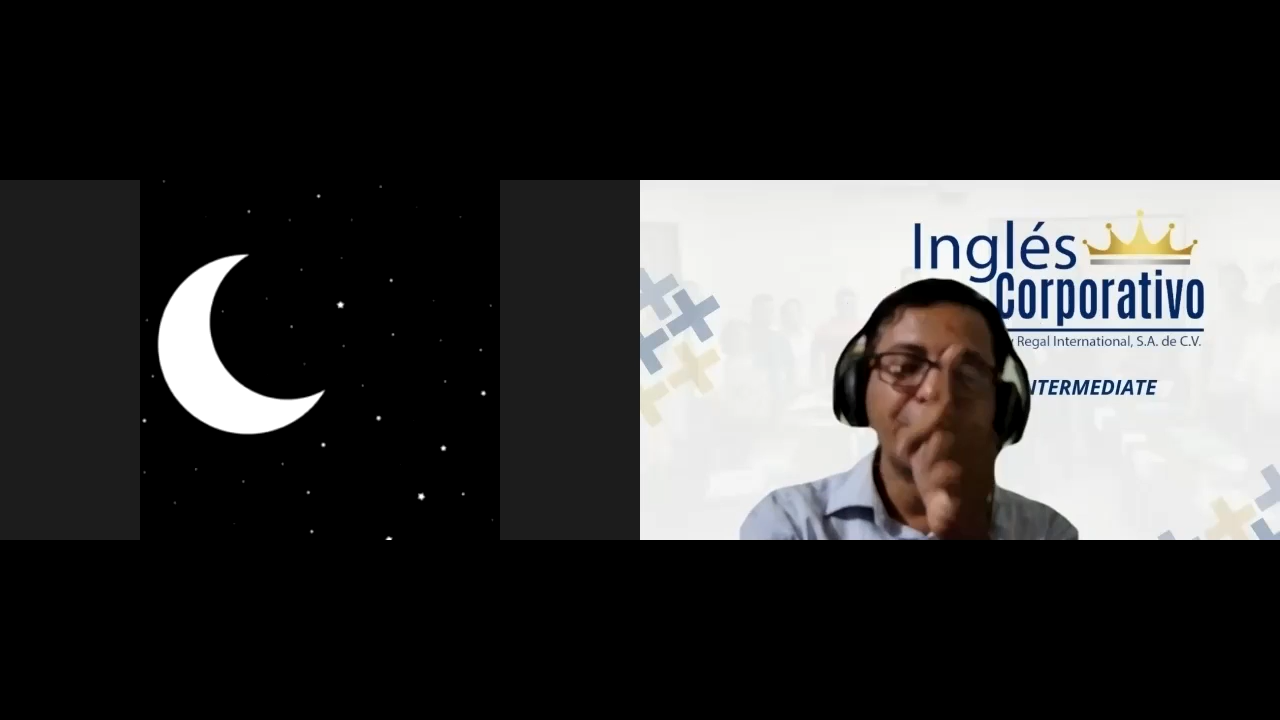 Inglés
Corporativo
Regal International, S.A. de C.V.
INTERMEDIATE